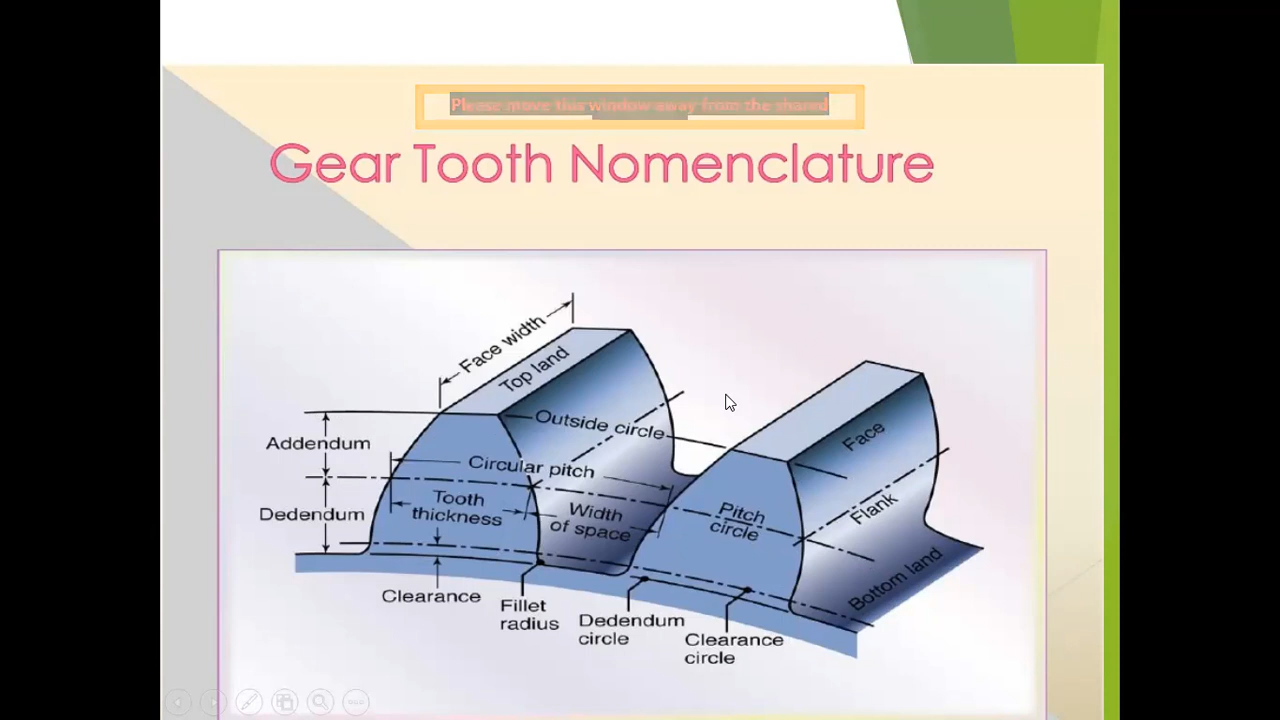 Please move this window away from the shared
Gear Tooth Nomenclature
Face width
Top land
Outside circle
Face
Addendum
Circular pitch
Tooth
thickness
Width
of space
Pitch
circle
Flank
Dedendum
Bottom land
Clearance
Fillet
radius
Dedendum
circle
Clearance
circle